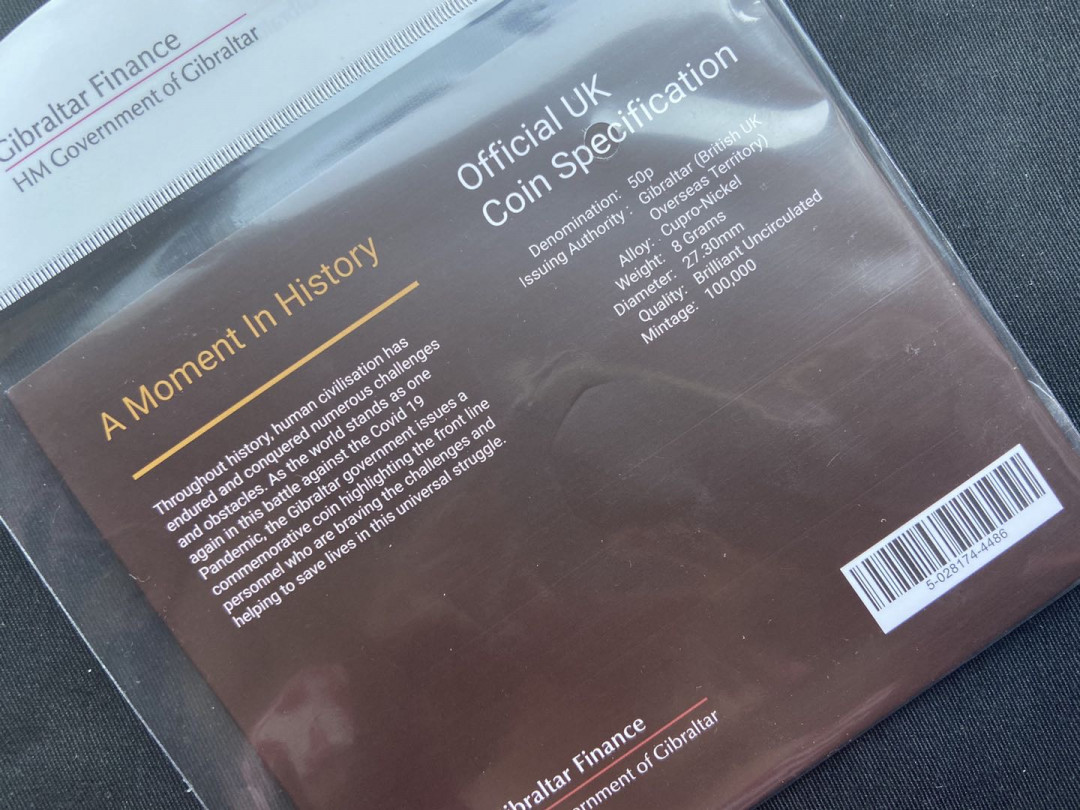 Gibraltar Finance
HM Government of Gibraltar
Official UK
Coin Specification
Denomination: 50p
Issuing Authority : Gibraltar (British UK
Overseas Territory)
Alloy: Cupro-Nickel
Weight: 8 Grams
Diameter: 27.30mm
Quality: Brilliant Uncirculated
Mintage: 100,000
A Moment In History
Throughout history, human civilisation has
endured and conquered numerous challenges
and obstacles. As the world stands as one
again in this battle against the Covid 19
Pandemic, the Gibraltar government issues a
commemorative coin highlighting the front line
personnel who are braving the challenges and
helping to save lives in this universal struggle.
5-028174-4486
ibraltar Finance
ernment of Gibraltar